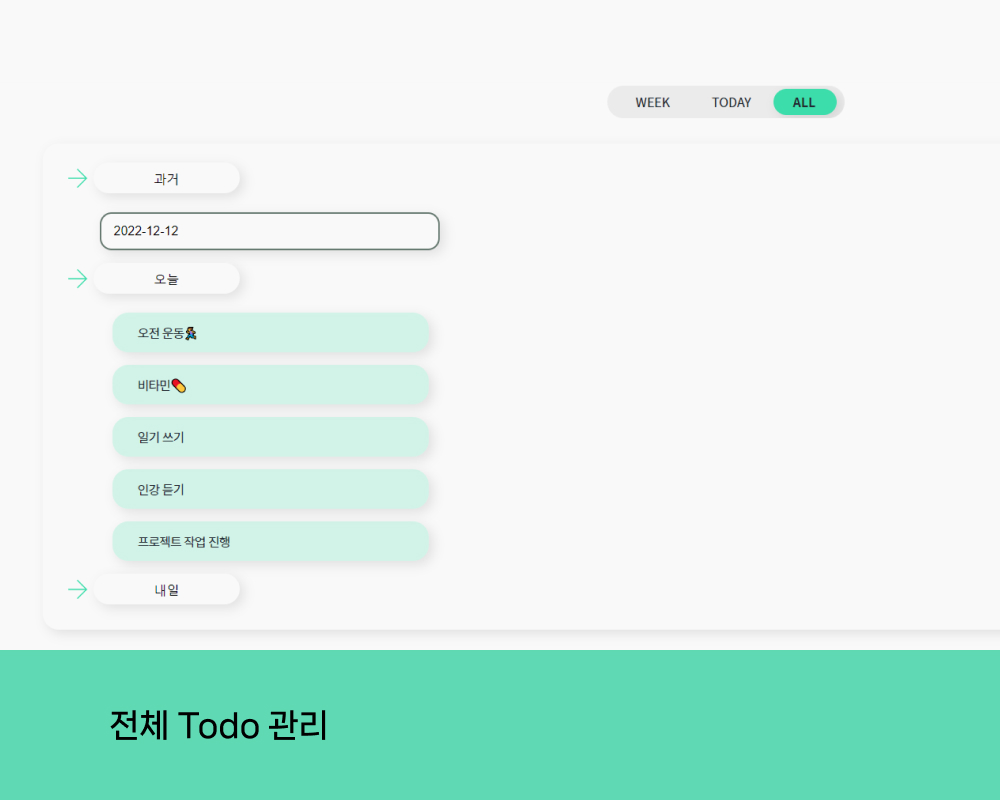 WEEK TODAY ALL
과거
2022-12-12
오늘
오전 운동🏃
비타민💊
일기 쓰기
인강 듣기
프로젝트 작업 진행
내일
전체 Todo 관리